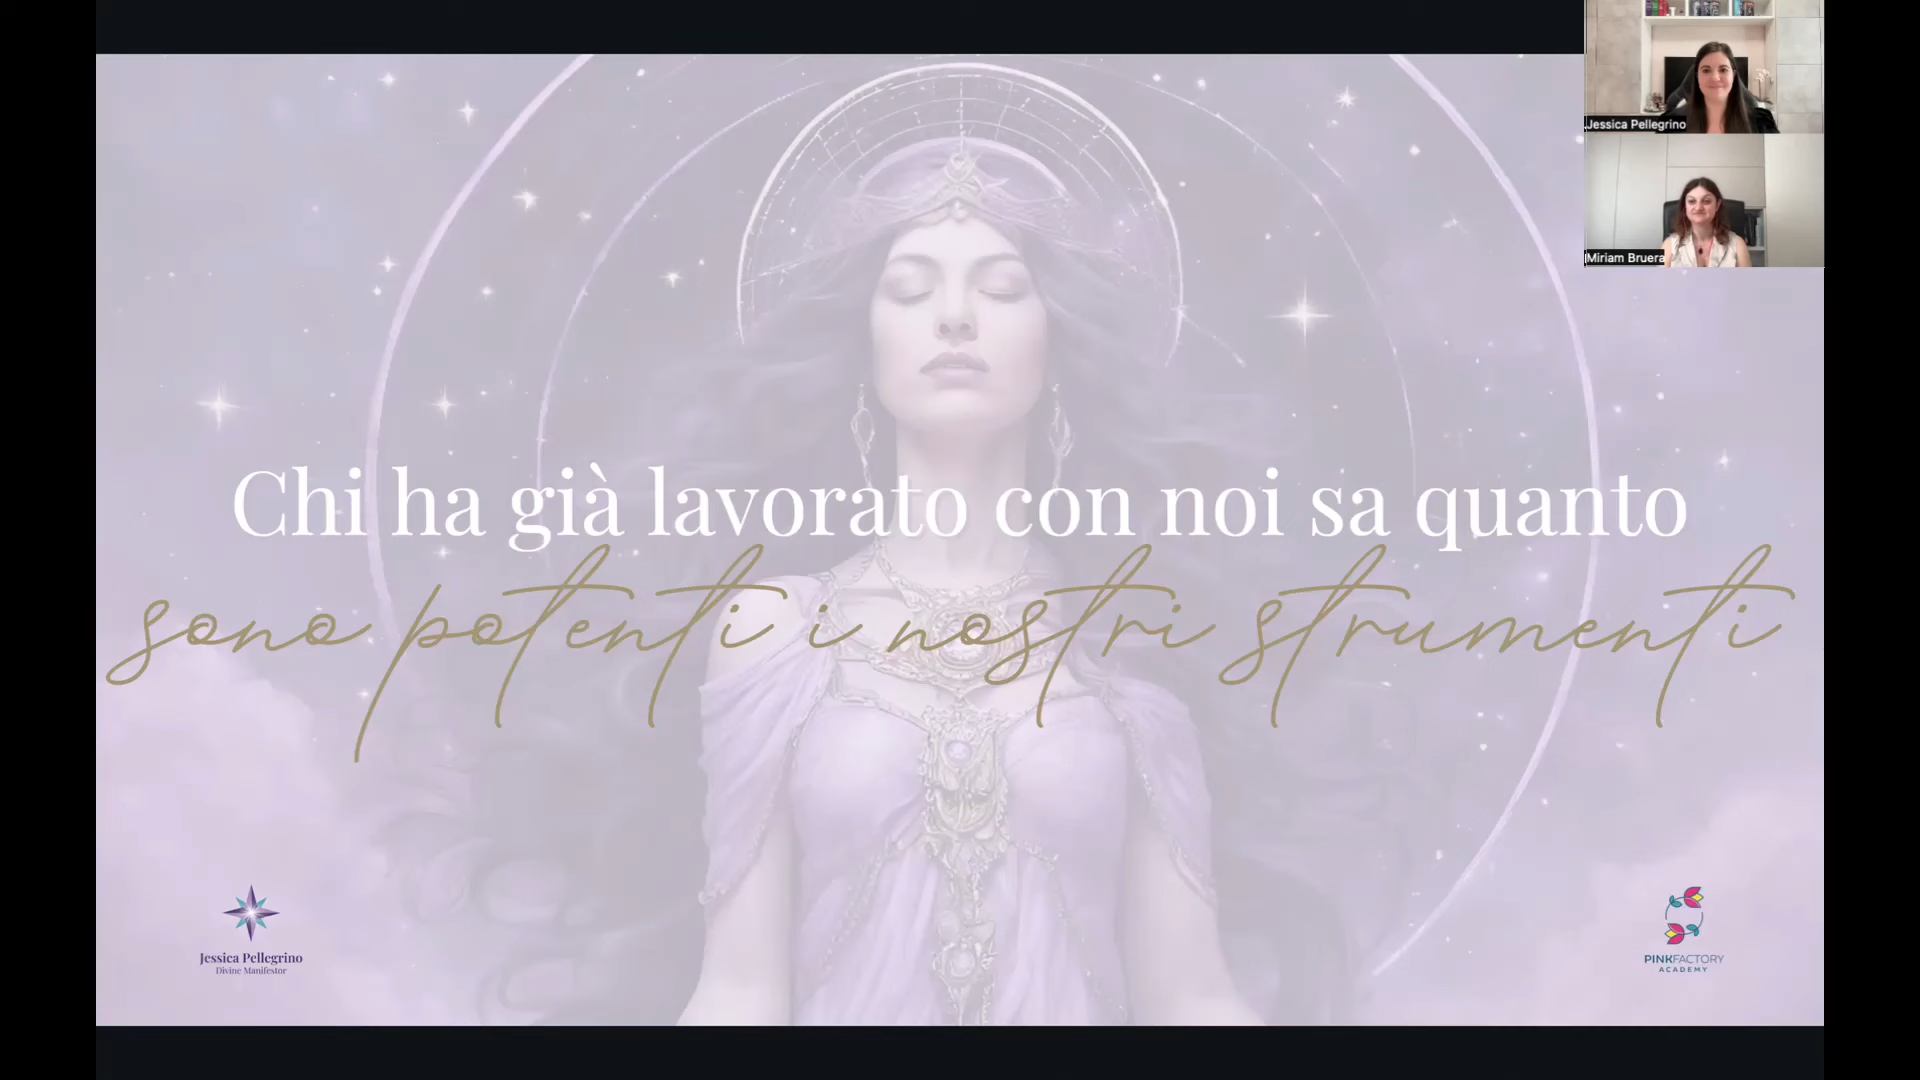 Jessica Pellegrino
Miriam Bruera
Chi ha già lavorato con noi sa quanto
sono potenti i nostri strumenti
Jessica Pellegrino
Divine Manifestor
PINKFACTORY
ACADEMY